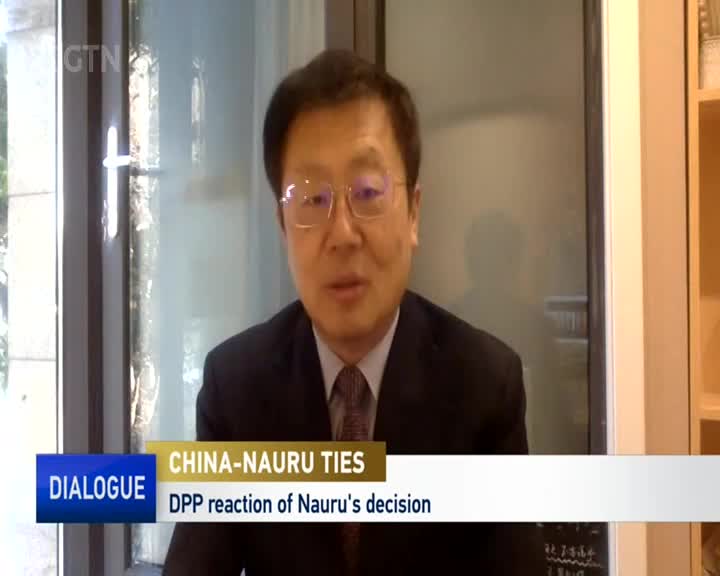 CGTN
CHINA-NAURU TIES
DIALOGUE
DPP reaction of Nauru's decision